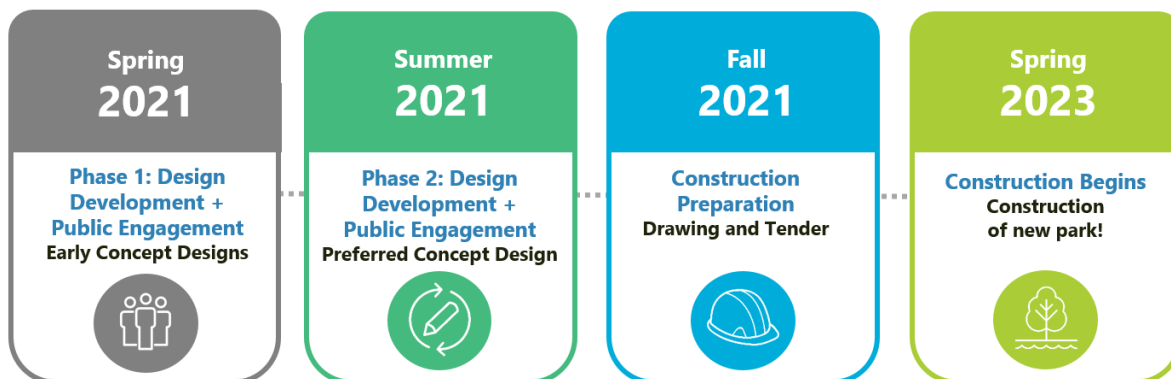 Spring
2021
Phase 1: Design
Development +
Public Engagement
Early Concept Designs
Summer
2021
Phase 2: Design
Development +
Public Engagement
Preferred Concept Design
Fall
2021
Construction
Preparation
Drawing and Tender
Spring
2023
Construction Begins
Construction
of new park!